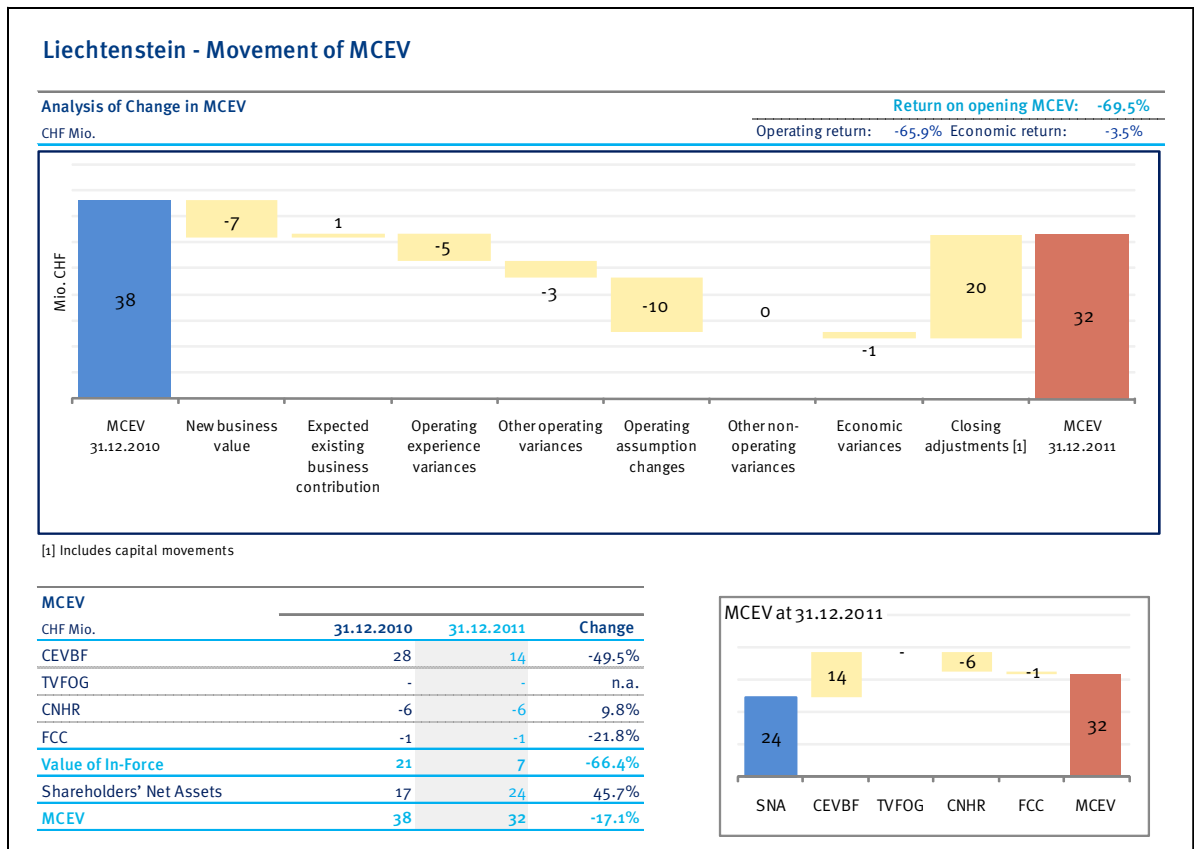 Liechtenstein - Movement of MCEV
Analysis of Change in MCEV
Return on opening MCEV: -69.5%
CHF Mio.
Operating return: -65.9% Economic return: -3.5%
Mio. CHF
38
-7
1
-5
-3
-10
0
-1
20
32
MCEV
31.12.2010
New business
value
Expected
existing
business
contribution
Operating
experience
variances
Other operating
variances
Operating
assumption
changes
Other non-
operating
variances
Economic
variances
Closing
adjustments [1]
MCEV
31.12.2011
[1] Includes capital movements
MCEV
CHF Mio. 31.12.2010 31.12.2011 Change
CEVBF 28 14 -49.5%
TVFOG - - n.a.
CNHR -6 -6 9.8%
FCC -1 -1 -21.8%
Value of In-Force 21 7 -66.4%
Shareholders' Net Assets 17 24 45.7%
MCEV 38 32 -17.1%
MCEV at 31.12.2011
24
14
-
-6
-1
32
SNA CEVBF TVFOG CNHR FCC MCEV